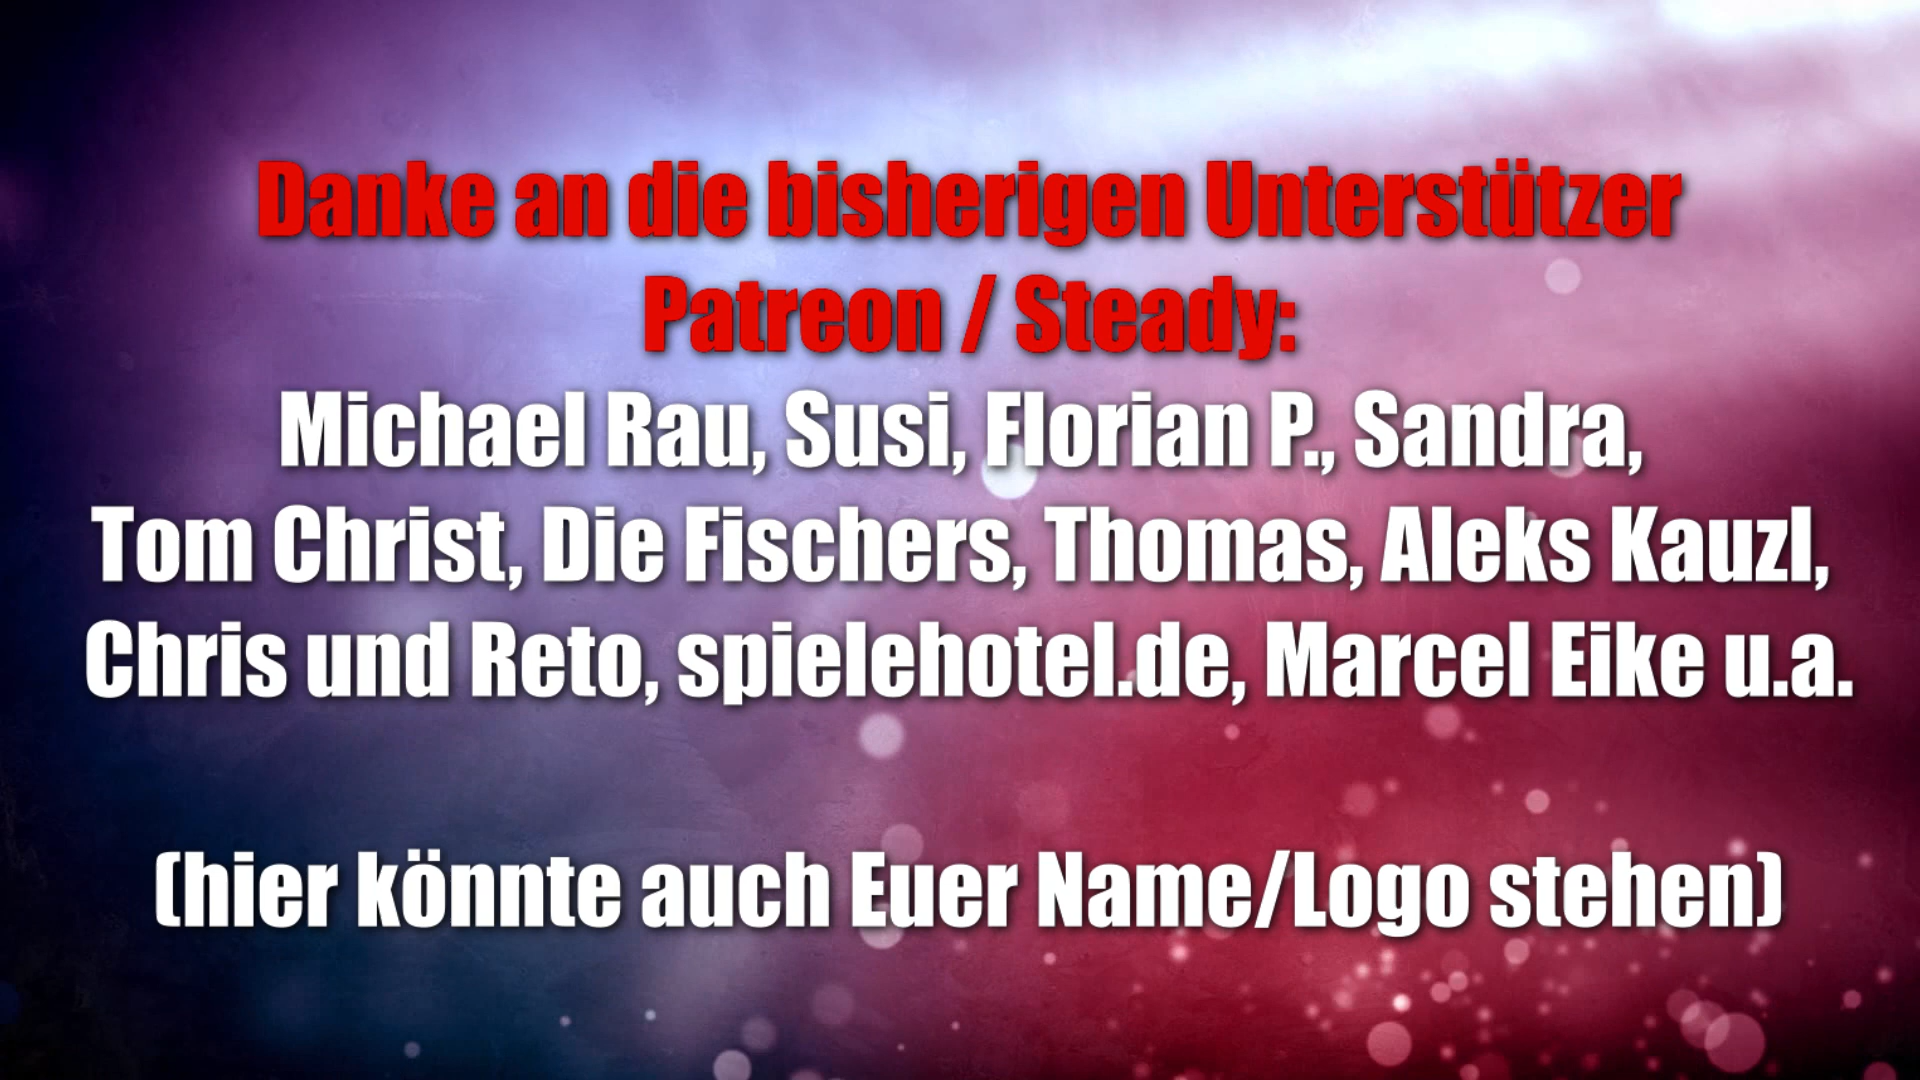 Danke an die bisherigen Unterstützer
Patreon / Steady:
Michael Rau, Susi, Florian P., Sandra,
Tom Christ, Die Fischers, Thomas, Aleks Kauzl,
Chris und Reto, spielehotel.de, Marcel Eike u.a.
(hier könnte auch Euer Name/Logo stehen)